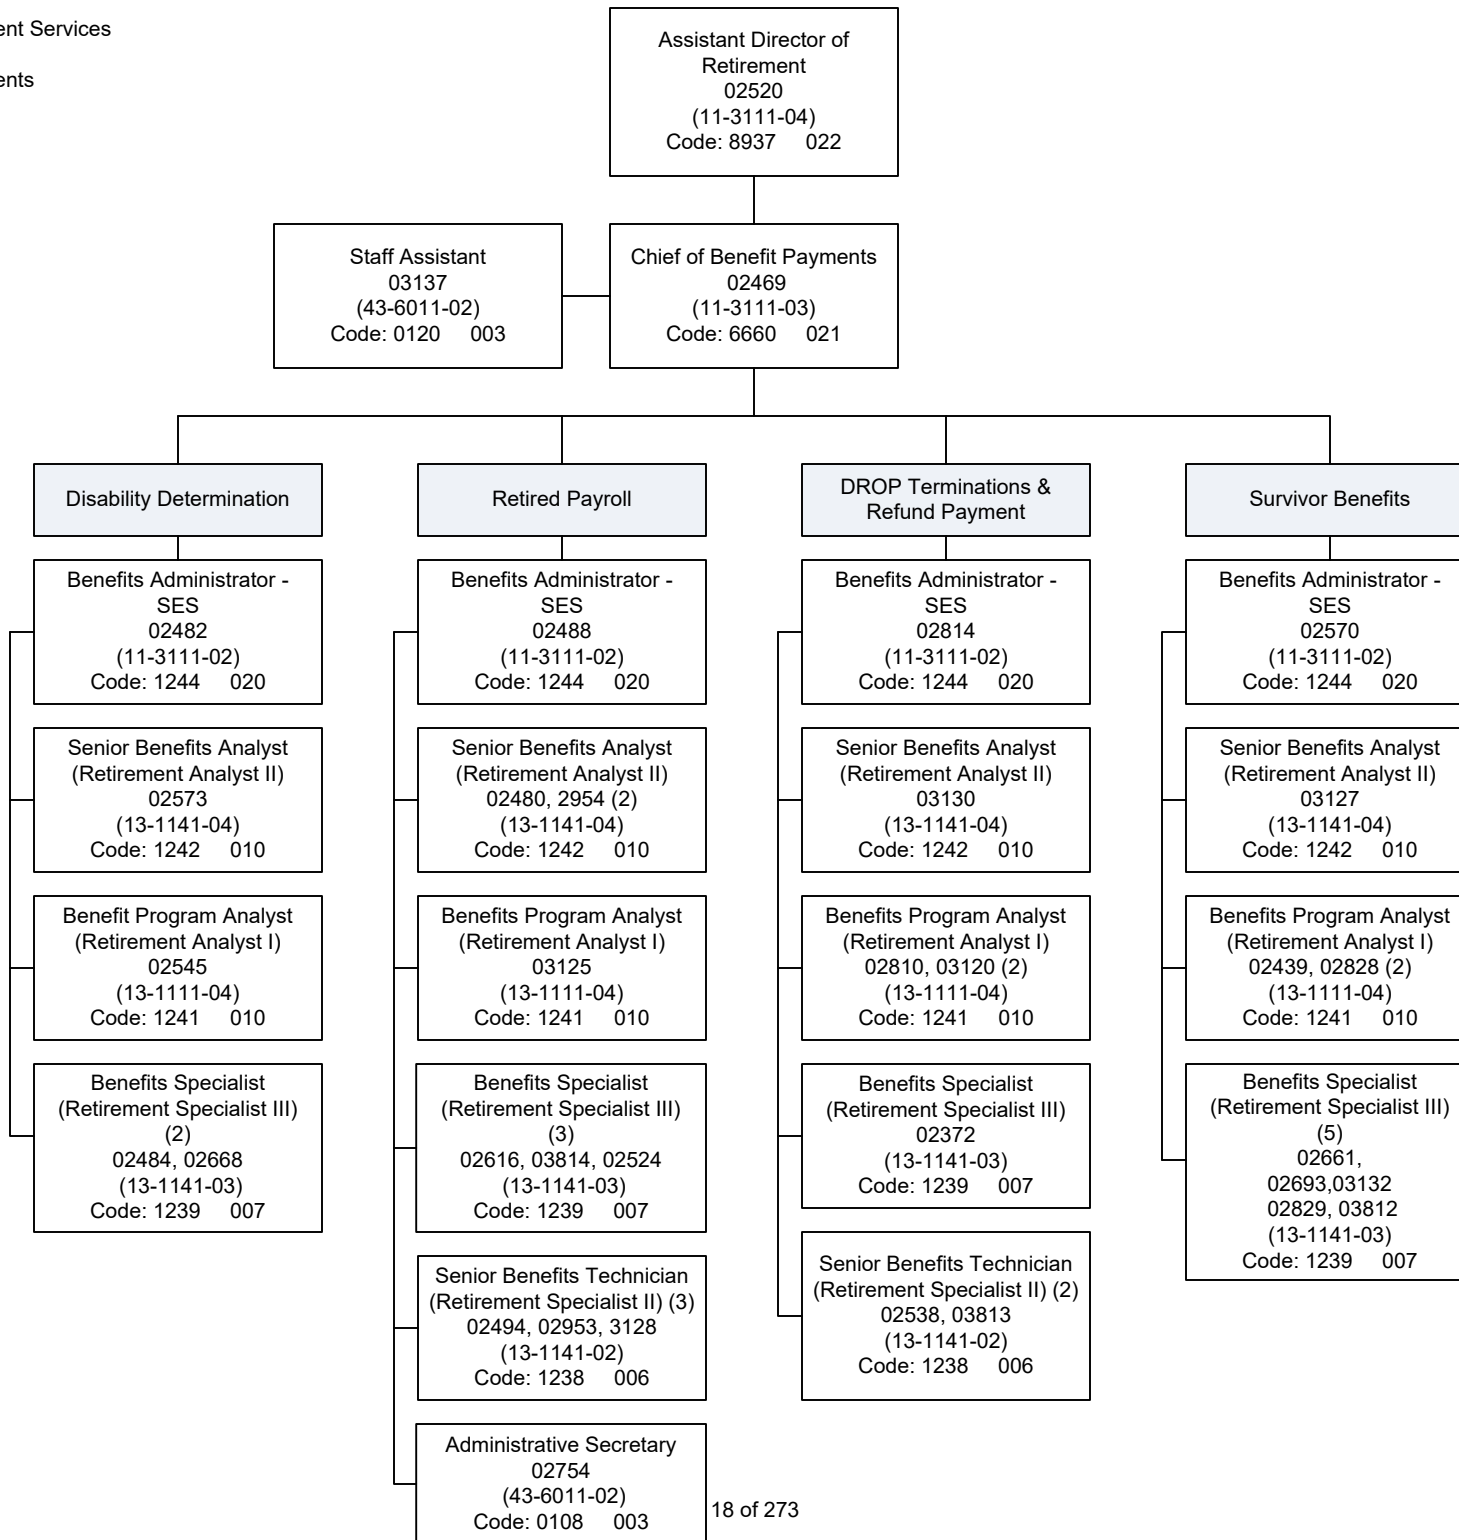 ent Services
ents
Assistant Director of
Retirement
02520
(11-3111-04)
Code: 8937 022
Staff Assistant
03137
(43-6011-02)
Code: 0120 003
Chief of Benefit Payments
02469
(11-3111-03)
Code: 6660 021
Disability Determination
Benefits Administrator -
SES
02482
(11-3111-02)
Code: 1244 020
Senior Benefits Analyst
(Retirement Analyst II)
02573
(13-1141-04)
Code: 1242 010
Benefit Program Analyst
(Retirement Analyst I)
02545
(13-1111-04)
Code: 1241 010
Benefits Specialist
(Retirement Specialist III)
(2)
02484, 02668
(13-1141-03)
Code: 1239 007
Retired Payroll
Benefits Administrator -
SES
02488
(11-3111-02)
Code: 1244 020
Senior Benefits Analyst
(Retirement Analyst II)
02480, 2954 (2)
(13-1141-04)
Code: 1242 010
Benefits Program Analyst
(Retirement Analyst I)
03125
(13-1111-04)
Code: 1241 010
Benefits Specialist
(Retirement Specialist III)
(3)
02616, 03814, 02524
(13-1141-03)
Code: 1239 007
Senior Benefits Technician
(Retirement Specialist II) (3)
02494, 02953, 3128
(13-1141-02)
Code: 1238 006
Administrative Secretary
02754
(43-6011-02)
Code: 0108 003
DROP Terminations &
Refund Payment
Benefits Administrator -
SES
02814
(11-3111-02)
Code: 1244 020
Senior Benefits Analyst
(Retirement Analyst II)
03130
(13-1141-04)
Code: 1242 010
Benefits Program Analyst
(Retirement Analyst I)
02810, 03120 (2)
(13-1111-04)
Code: 1241 010
Benefits Specialist
(Retirement Specialist III)
02372
(13-1141-03)
Code: 1239 007
Senior Benefits Technician
(Retirement Specialist II) (2)
02538, 03813
(13-1141-02)
Code: 1238 006
Survivor Benefits
Benefits Administrator -
SES
02570
(11-3111-02)
Code: 1244 020
Senior Benefits Analyst
(Retirement Analyst II)
03127
(13-1141-04)
Code: 1242 010
Benefits Program Analyst
(Retirement Analyst I)
02439, 02828 (2)
(13-1111-04)
Code: 1241 010
Benefits Specialist
(Retirement Specialist III)
(5)
02661,
02693,03132
02829, 03812
(13-1141-03)
Code: 1239 007
18 of 273